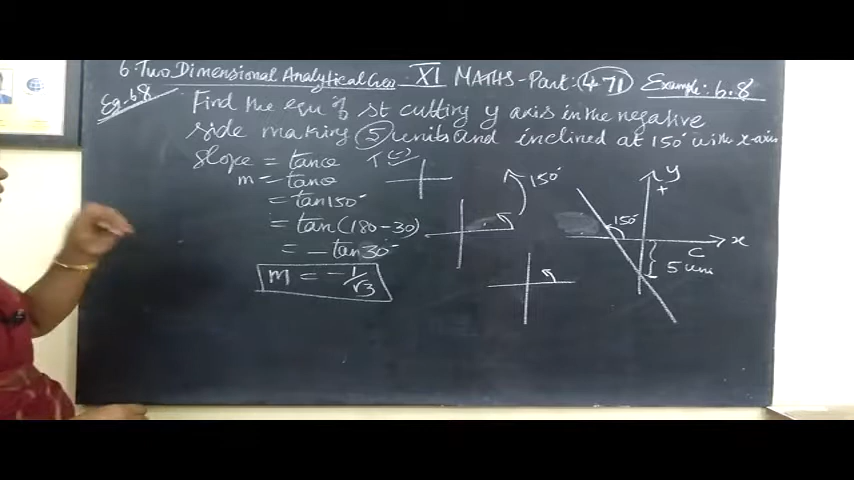 6. Two Dimensional Analytical Geo XI MATHS - Part: 471 Example: 6.8
Eg. 6.8 Find the equ of st cutting y axis in the negative
side making 5 units and inclined at 150° with x-axis
slope = tanθ
m = tanθ
= tan150°
= tan(180-30)
= -tan30°
m = -1/√3
150°
y
+
150°
x
C
5 units